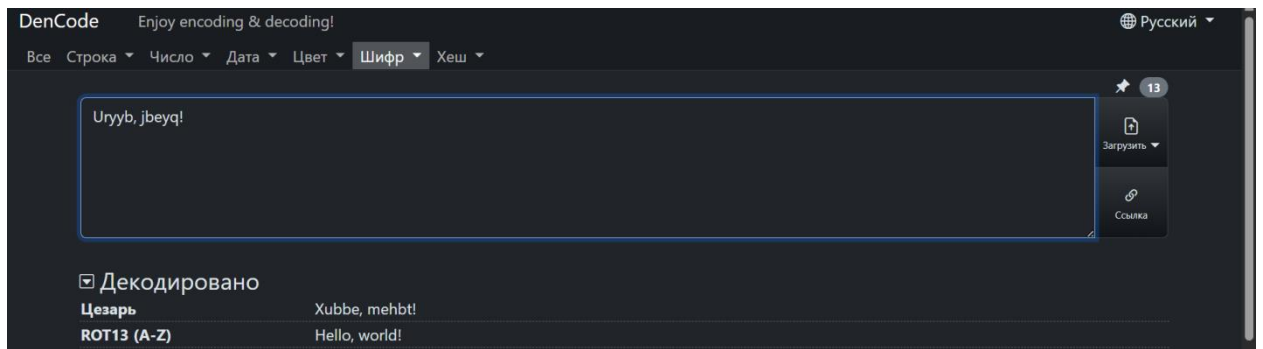 DenCode Enjoy encoding & decoding! Русский
Все Строка Число Дата Цвет Шифр Хеш
13
Uryyb, jbeyq!
Загрузить
Ссылка
Декодировано
Цезарь Xubbe, mehbt!
ROT13 (A-Z) Hello, world!